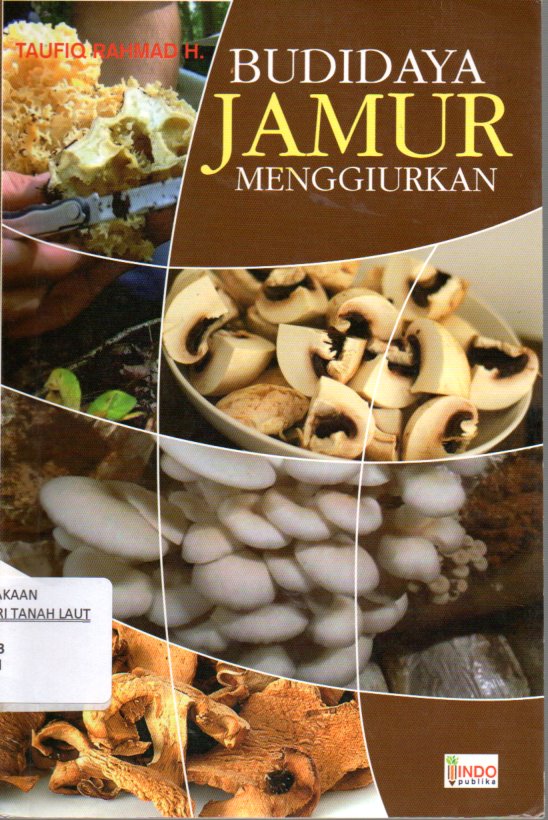 TAUFIQ RAHMAD H.
BUDIDAYA
JAMUR
MENGGIURKAN
AKAAN
RI TANAH LAUT
INDO
publika